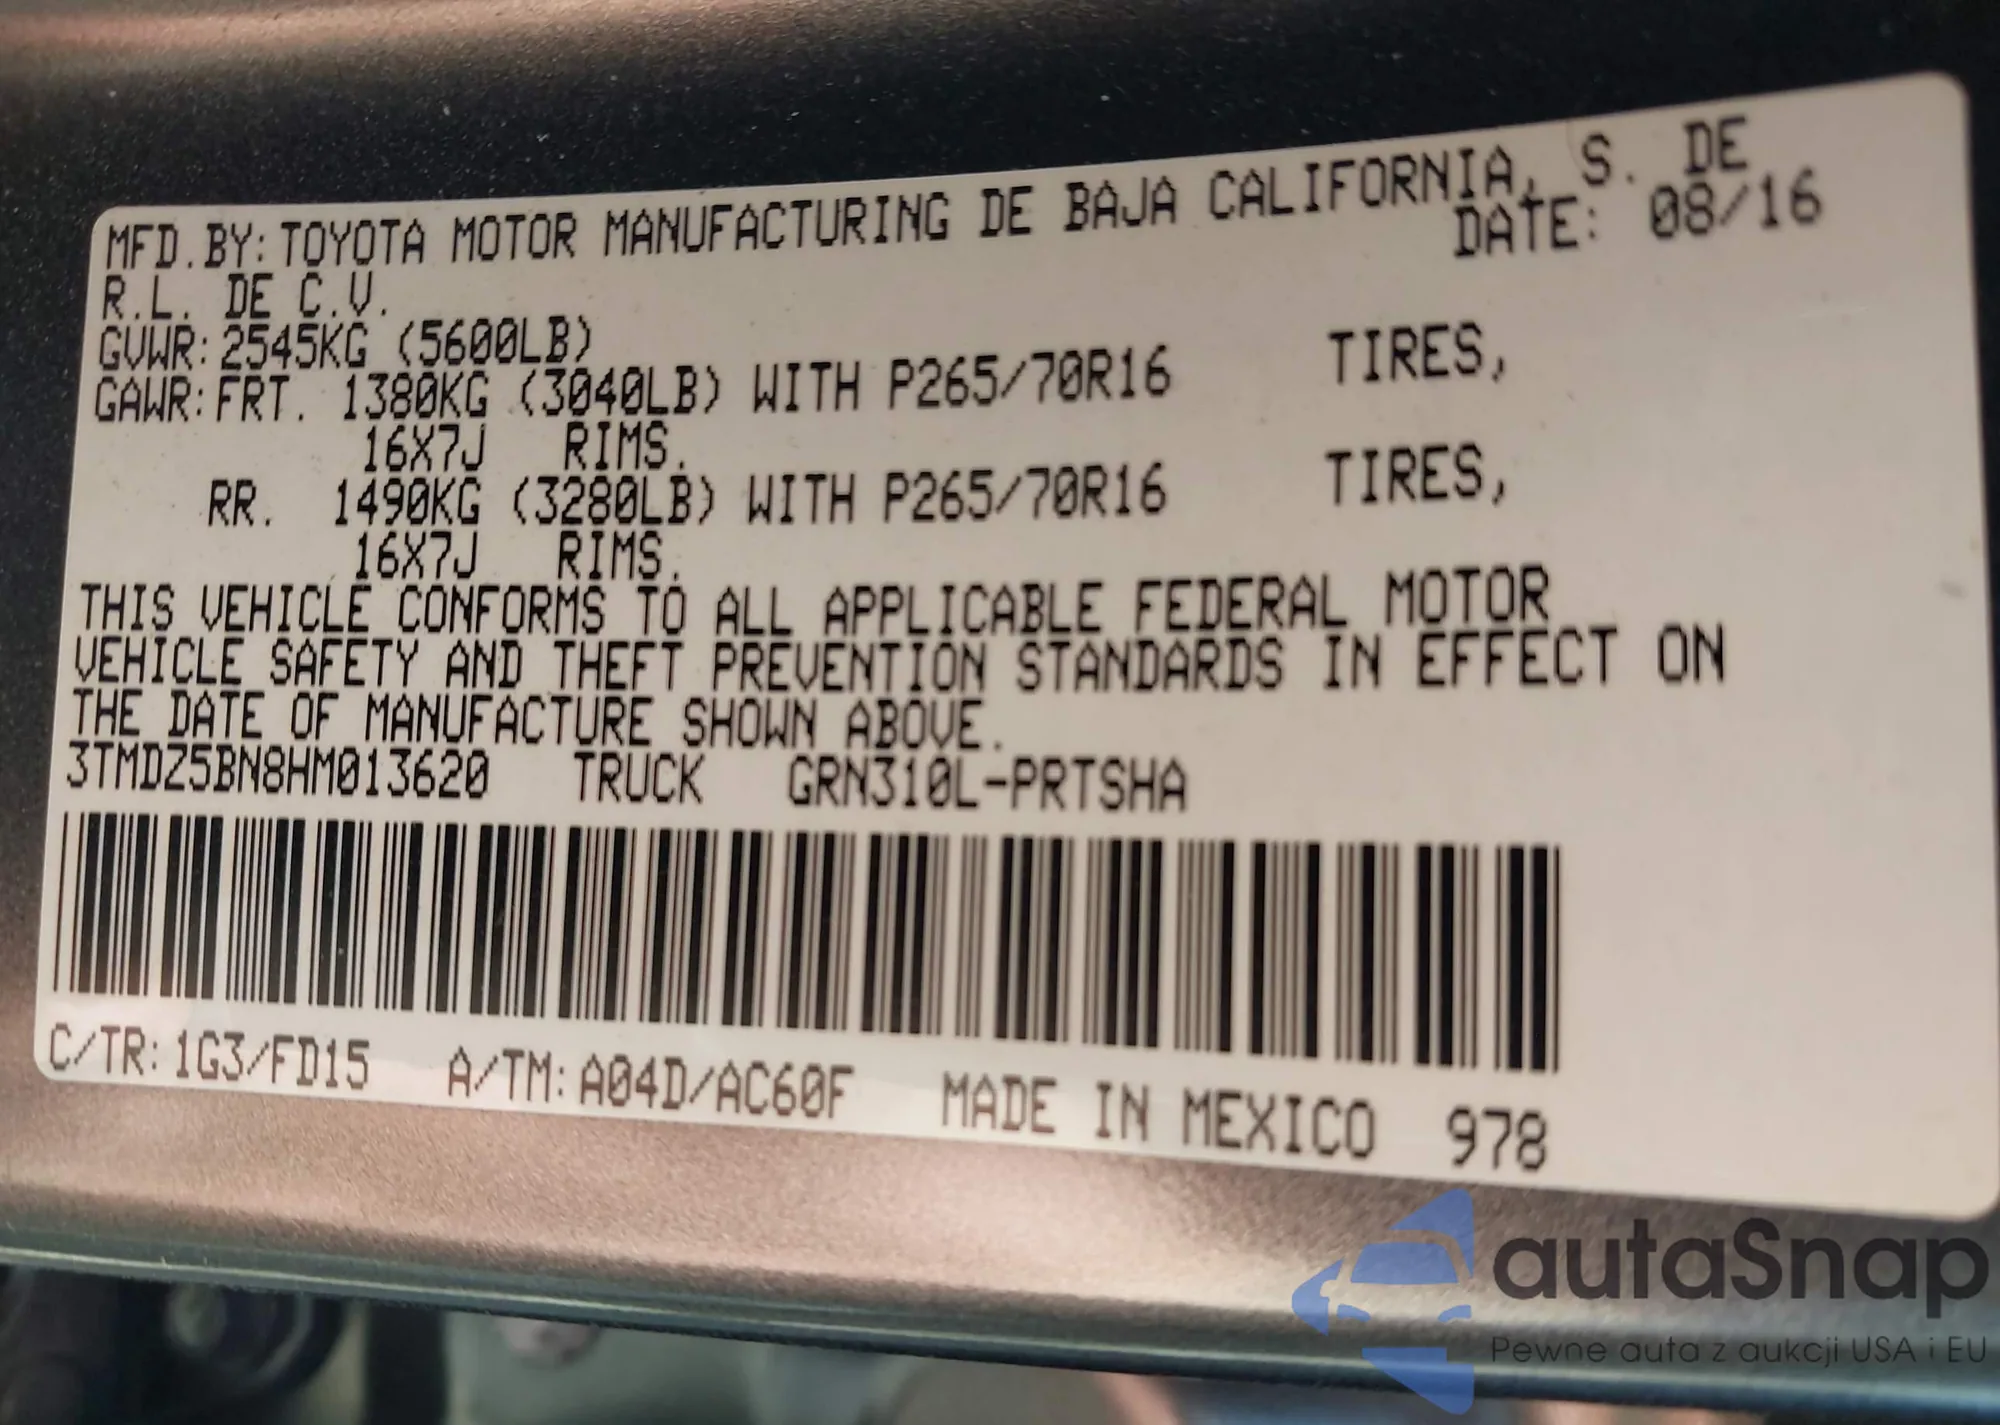 MFD.BY:TOYOTA MOTOR MANUFACTURING DE BAJA CALIFORNIA, S. DE
R.L. DE C.V. DATE: 08/16
GVWR:2545KG (5600LB)
GAWR:FRT. 1380KG (3040LB) WITH P265/70R16 TIRES,
16X7J RIMS.
RR. 1490KG (3280LB) WITH P265/70R16 TIRES,
16X7J RIMS.
THIS VEHICLE CONFORMS TO ALL APPLICABLE FEDERAL MOTOR
VEHICLE SAFETY AND THEFT PREVENTION STANDARDS IN EFFECT ON
THE DATE OF MANUFACTURE SHOWN ABOVE.
3TMDZ5BN8HM013620 TRUCK GRN310L-PRTSHA
C/TR:1G3/FD15 A/TM:A04D/AC60F MADE IN MEXICO 978
autaSnap
Pewne auta z aukcji USA i EU